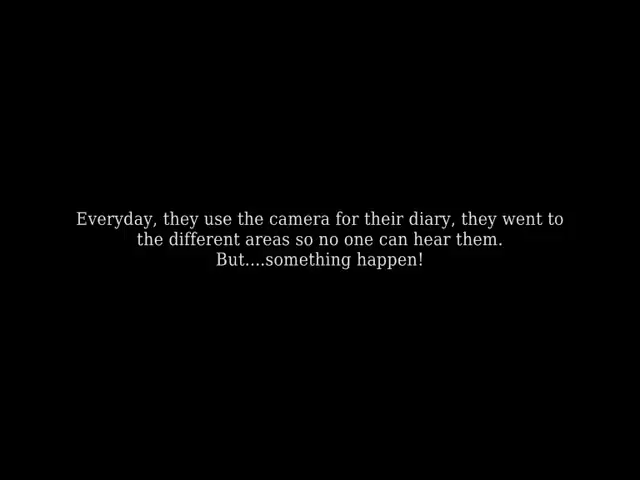 Everyday, they use the camera for their diary, they went to
the different areas so no one can hear them.
But....something happen!